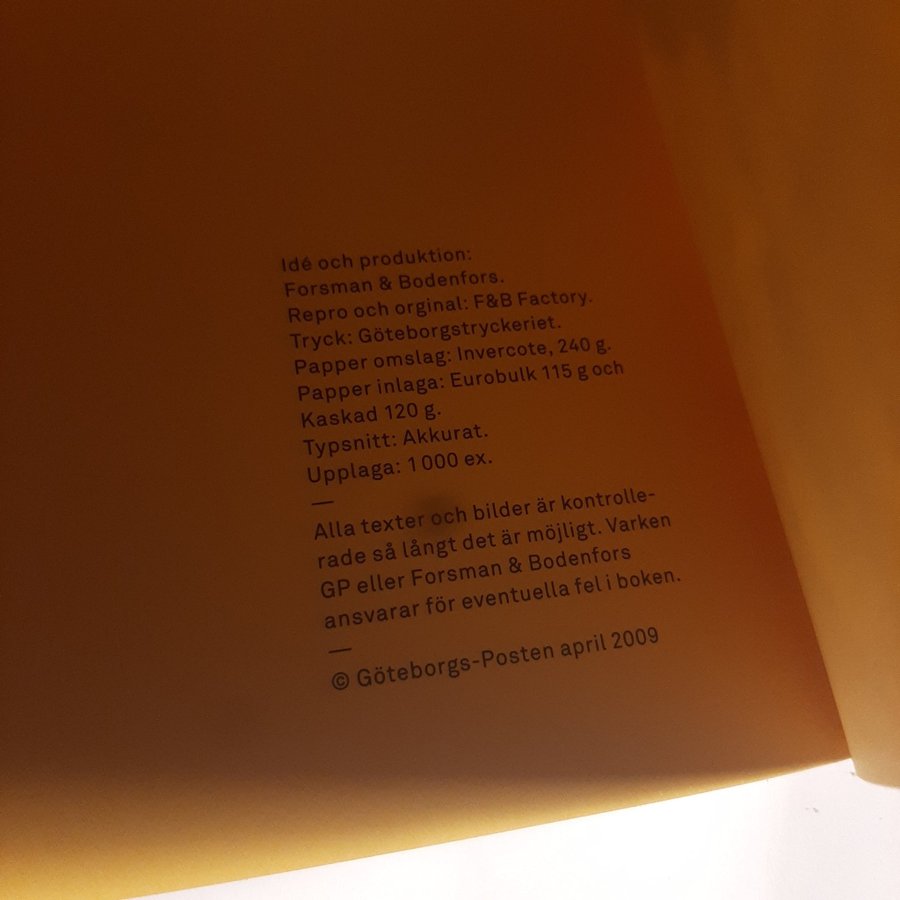 Idé och produktion:
Forsman & Bodenfors.
Repro och orginal: F&B Factory.
Tryck: Göteborgstryckeriet.
Papper omslag: Invercote, 240 g.
Papper inlaga: Eurobulk 115 g och
Kaskad 120 g.
Typsnitt: Akkurat.
Upplaga: 1 000 ex.
—
Alla texter och bilder är kontrolle-
rade så långt det är möjligt. Varken
GP eller Forsman & Bodenfors
ansvarar för eventuella fel i boken.
—
© Göteborgs-Posten april 2009